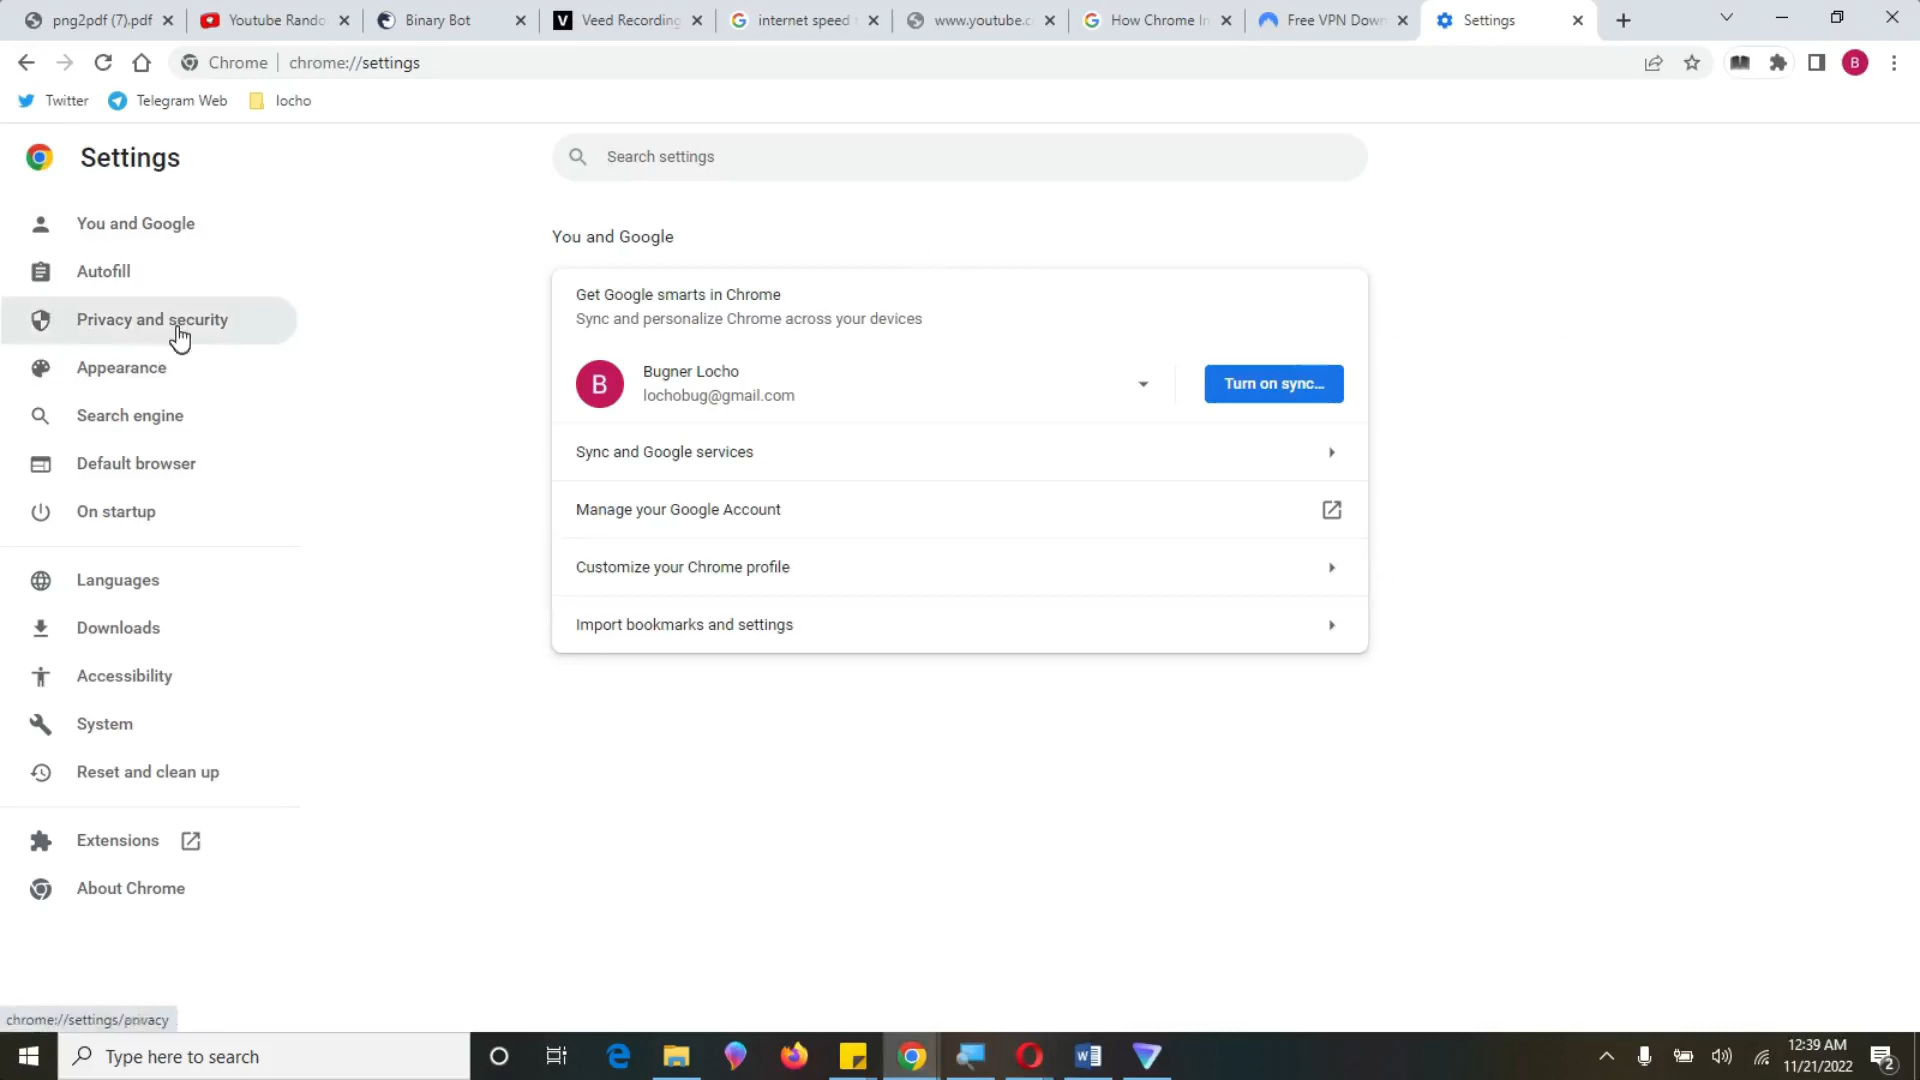 png2pdf (7).pdf
Youtube Rando
Binary Bot
Veed Recording
internet speed
www.youtube.c
How Chrome In
Free VPN Down
Settings
Chrome
chrome://settings
B
Twitter
Telegram Web
locho
Settings
Search settings
You and Google
Autofill
Privacy and security
Appearance
Search engine
Default browser
On startup
Languages
Downloads
Accessibility
System
Reset and clean up
Extensions
About Chrome
You and Google
Get Google smarts in Chrome
Sync and personalize Chrome across your devices
B
Bugner Locho
lochobug@gmail.com
Turn on sync...
Sync and Google services
Manage your Google Account
Customize your Chrome profile
Import bookmarks and settings
chrome://settings/privacy
Type here to search
12:39 AM
11/21/2022
2